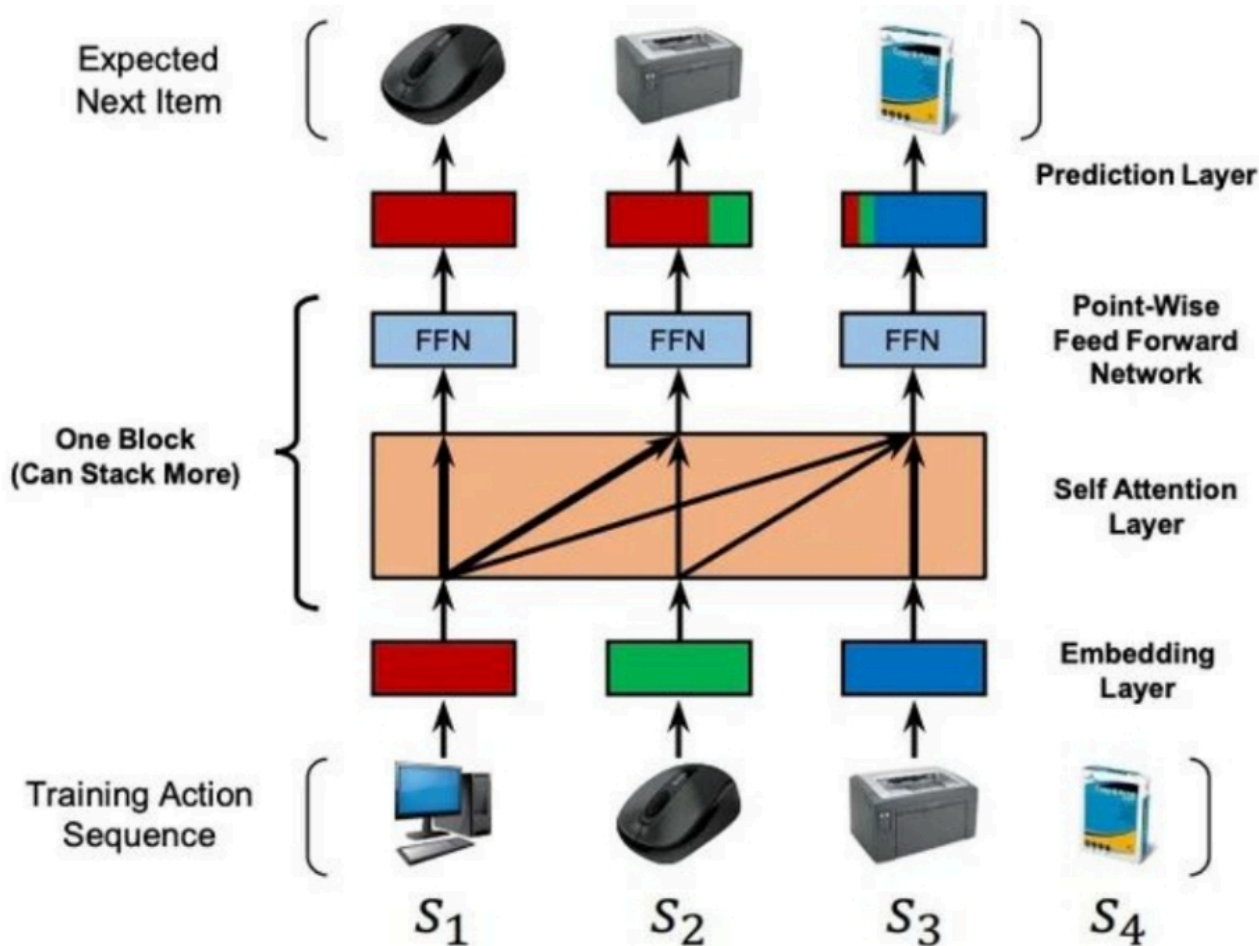 Expected
Next Item
Prediction Layer
FFN
FFN
FFN
Point-Wise
Feed Forward
Network
One Block
(Can Stack More)
Self Attention
Layer
Embedding
Layer
Training Action
Sequence
S1
S2
S3
S4